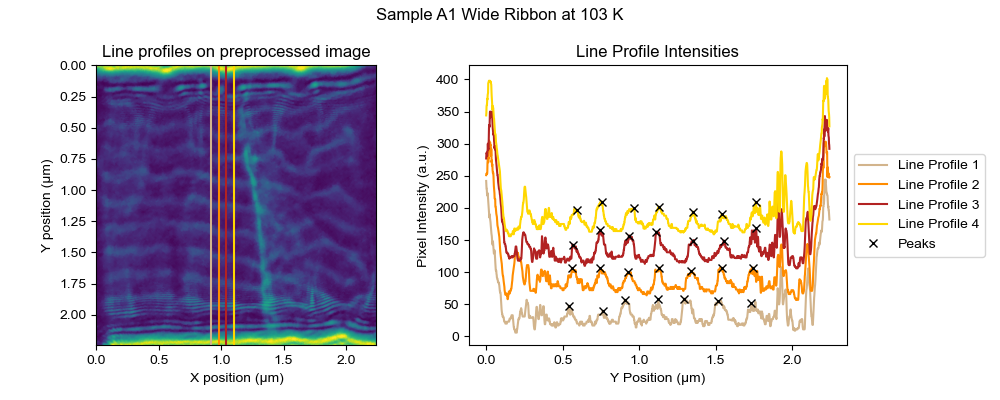 Sample A1 Wide Ribbon at 103 K
Line profiles on preprocessed image
0.00
0.25
0.50
0.75
1.00
1.25
1.50
1.75
2.00
Y position (μm)
0.0 0.5 1.0 1.5 2.0
X position (μm)
Line Profile Intensities
400
350
300
250
200
150
100
50
0
Pixel Intensity (a.u.)
0.0 0.5 1.0 1.5 2.0
Y Position (μm)
Line Profile 1
Line Profile 2
Line Profile 3
Line Profile 4
Peaks